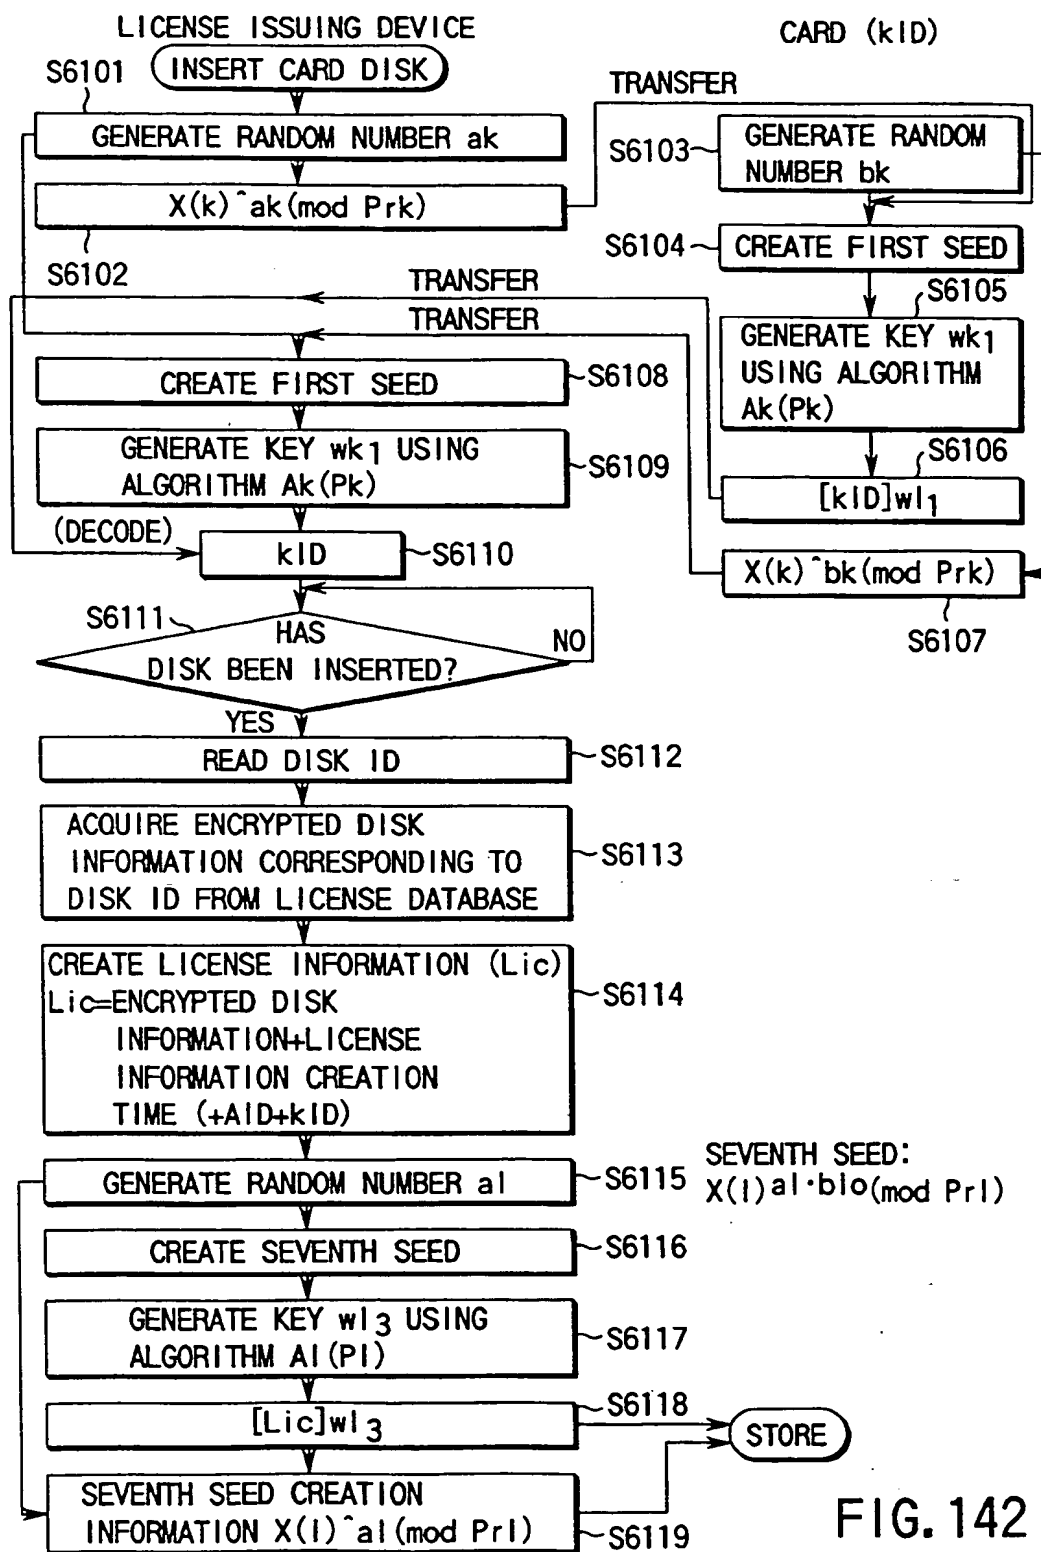 LICENSE ISSUING DEVICE
CARD (kID)
INSERT CARD DISK
S6101
TRANSFER
GENERATE RANDOM NUMBER ak
S6103
GENERATE RANDOM
NUMBER bk
X(k)^ak(mod Prk)
S6102
S6104
CREATE FIRST SEED
TRANSFER
S6105
TRANSFER
GENERATE KEY wk1
USING ALGORITHM
Ak(Pk)
CREATE FIRST SEED
S6108
GENERATE KEY wk1 USING
ALGORITHM Ak(Pk)
S6109
S6106
[kID]wl1
(DECODE)
kID
S6110
X(k)^bk(mod Prk)
S6107
S6111
HAS
DISK BEEN INSERTED?
NO
YES
READ DISK ID
S6112
ACQUIRE ENCRYPTED DISK
INFORMATION CORRESPONDING TO
DISK ID FROM LICENSE DATABASE
S6113
CREATE LICENSE INFORMATION (Lic)
Lic=ENCRYPTED DISK
INFORMATION+LICENSE
INFORMATION CREATION
TIME (+AID+kID)
S6114
GENERATE RANDOM NUMBER al
S6115
SEVENTH SEED:
X(l)al·blo(mod Prl)
CREATE SEVENTH SEED
S6116
GENERATE KEY wl3 USING
ALGORITHM Al(Pl)
S6117
[Lic]wl3
S6118
STORE
SEVENTH SEED CREATION
INFORMATION X(l)^al(mod Prl)
S6119
FIG. 142